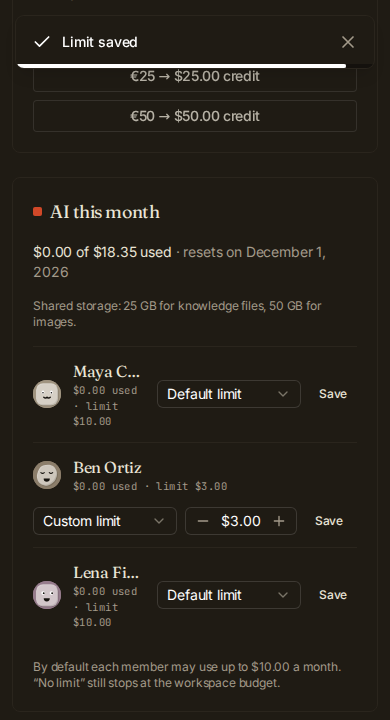 Limit saved
€25 → $25.00 credit
€50 → $50.00 credit
AI this month
$0.00 of $18.35 used · resets on December 1,
2026
Shared storage: 25 GB for knowledge files, 50 GB for
images.
Maya C...
$0.00 used
· limit
$10.00
Default limit
Save
Ben Ortiz
$0.00 used · limit $3.00
Custom limit
− $3.00 +
Save
Lena Fi...
$0.00 used
· limit
$10.00
Default limit
Save
By default each member may use up to $10.00 a month.
“No limit” still stops at the workspace budget.